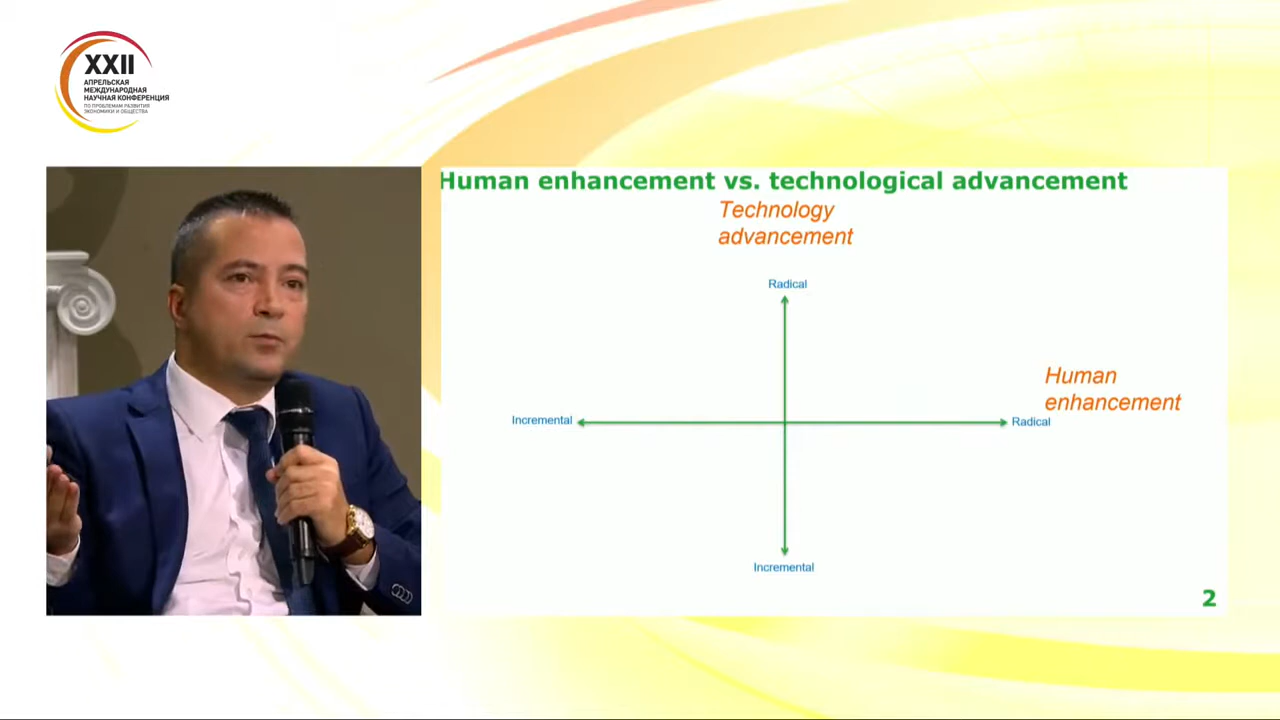 XXII
АПРЕЛЬСКАЯ
МЕЖДУНАРОДНАЯ
НАУЧНАЯ КОНФЕРЕНЦИЯ
ПО ПРОБЛЕМАМ РАЗВИТИЯ
ЭКОНОМИКИ И ОБЩЕСТВА
Human enhancement vs. technological advancement
Technology
advancement
Radical
Human
enhancement
Incremental
Radical
Incremental
2